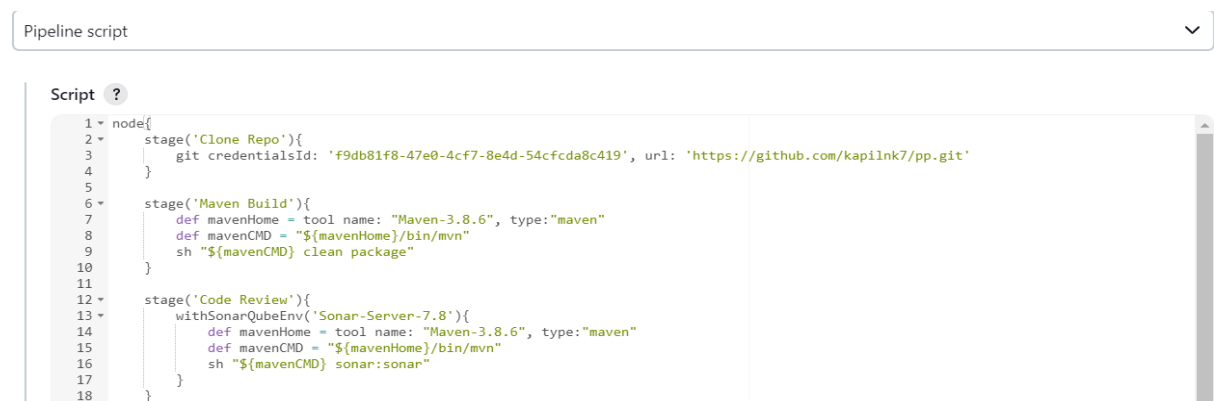 Pipeline script
Script ?
1 node{
2 stage('Clone Repo'){
3 git credentialsId: 'f9db81f8-47e0-4cf7-8e4d-54cfcda8c419', url: 'https://github.com/kapilnk7/pp.git'
4 }
5
6 stage('Maven Build'){
7 def mavenHome = tool name: "Maven-3.8.6", type:"maven"
8 def mavenCMD = "${mavenHome}/bin/mvn"
9 sh "${mavenCMD} clean package"
10 }
11
12 stage('Code Review'){
13 withSonarQubeEnv('Sonar-Server-7.8'){
14 def mavenHome = tool name: "Maven-3.8.6", type:"maven"
15 def mavenCMD = "${mavenHome}/bin/mvn"
16 sh "${mavenCMD} sonar:sonar"
17 }
18 }